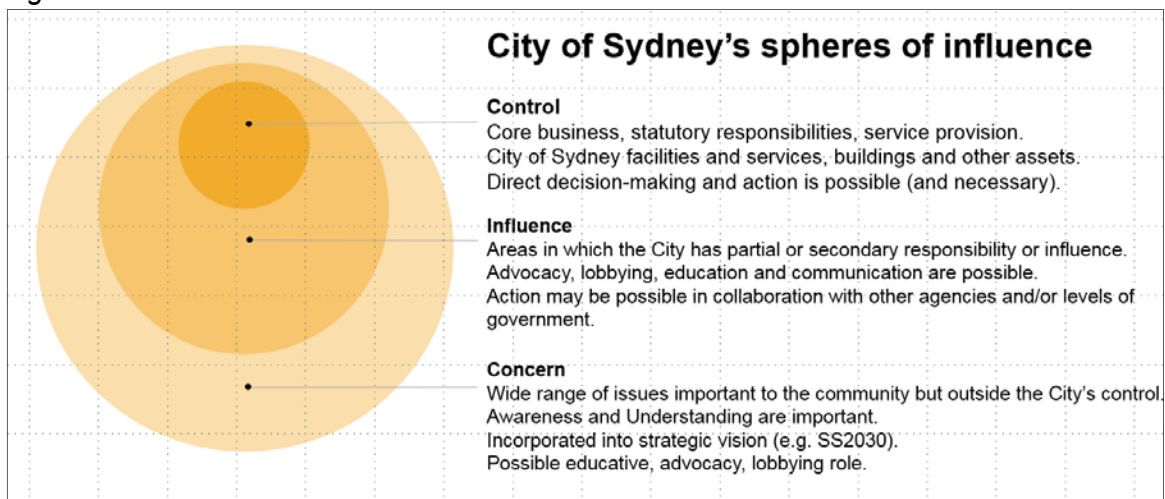 City of Sydney's spheres of influence
Control
Core business, statutory responsibilities, service provision.
City of Sydney facilities and services, buildings and other assets.
Direct decision-making and action is possible (and necessary).
Influence
Areas in which the City has partial or secondary responsibility or influence.
Advocacy, lobbying, education and communication are possible.
Action may be possible in collaboration with other agencies and/or levels of
government.
Concern
Wide range of issues important to the community but outside the City's control.
Awareness and Understanding are important.
Incorporated into strategic vision (e.g. SS2030).
Possible educative, advocacy, lobbying role.